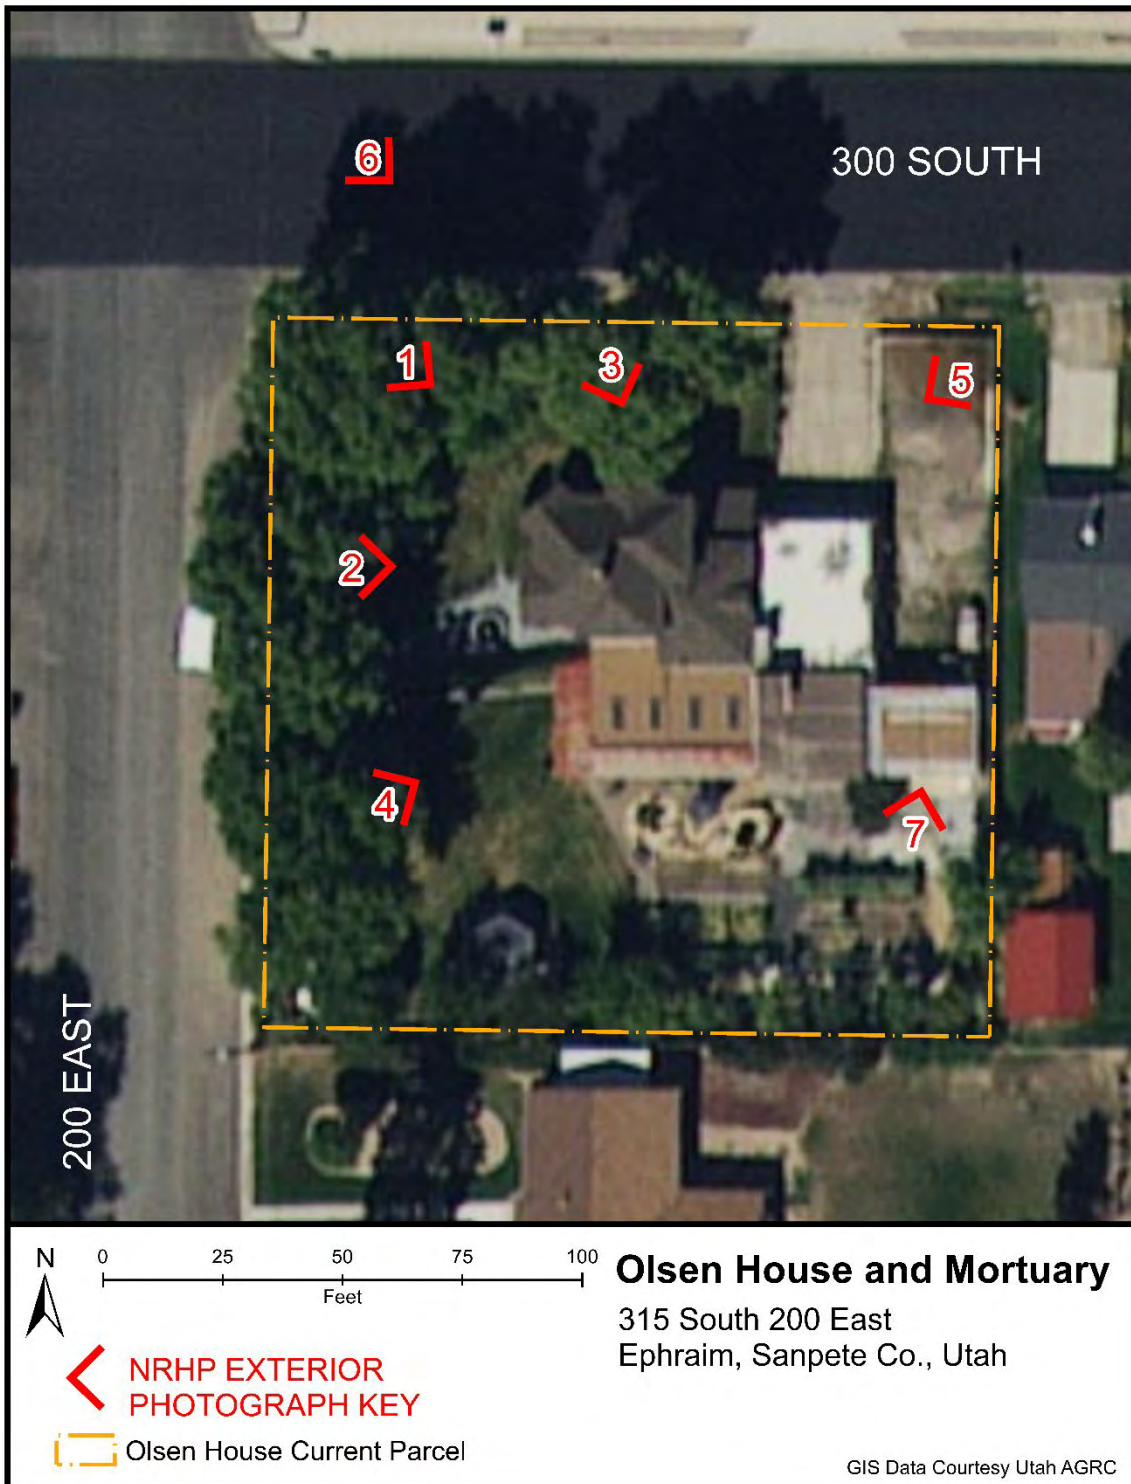 6
300 SOUTH
1
3
5
2
4
7
200 EAST
N
0 25 50 75 100
Feet
NRHP EXTERIOR
PHOTOGRAPH KEY
Olsen House Current Parcel
Olsen House and Mortuary
315 South 200 East
Ephraim, Sanpete Co., Utah
GIS Data Courtesy Utah AGRC